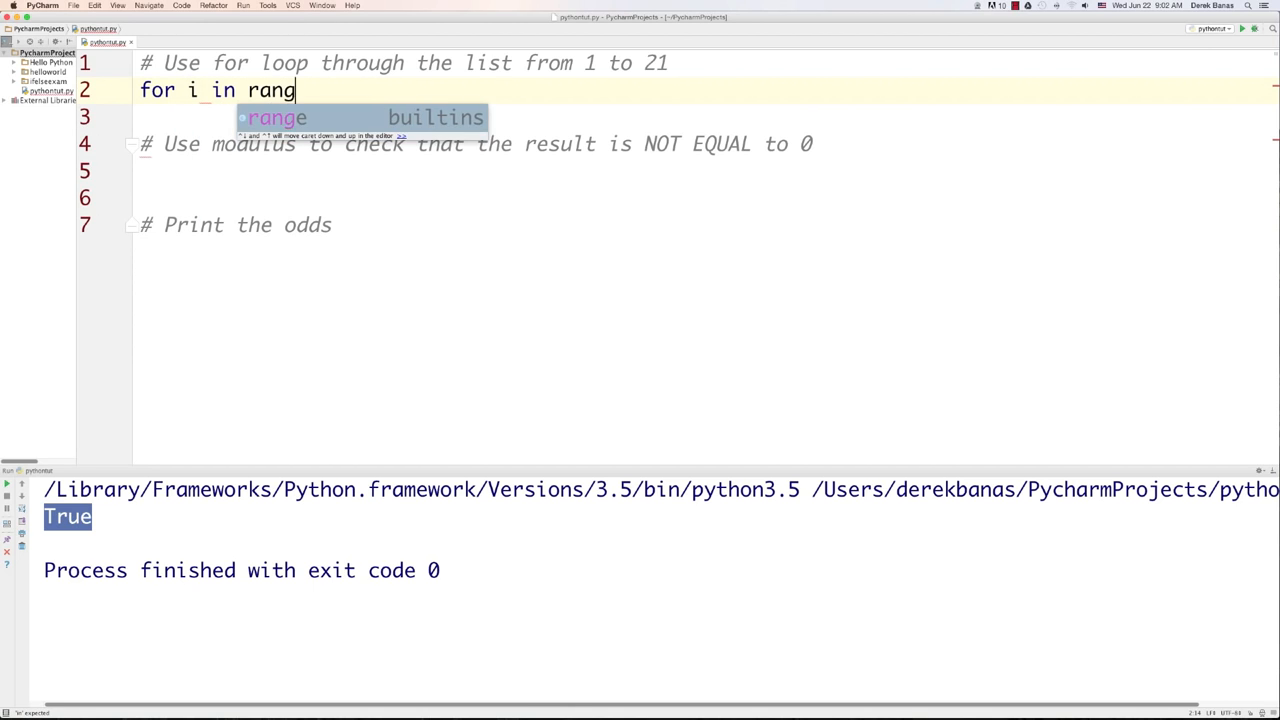 PyCharm File Edit View Navigate Code Refactor Run Tools VCS Window Help 10 Wed Jun 22 9:02 AM Derek Banas
pythontut.py - PycharmProjects - [~/PycharmProjects]
PycharmProjects pythontut.py pythontut
pythontut.py
PycharmProject
Hello Python
helloworld
ifelseexam
pythontut.py
External Librarie
1 # Use for loop through the list from 1 to 21
2 for i in rang
3 range builtins
^↓ and ^↑ will move caret down and up in the editor >>
4 # Use modulus to check that the result is NOT EQUAL to 0
5
6
7 # Print the odds
Run pythontut
/Library/Frameworks/Python.framework/Versions/3.5/bin/python3.5 /Users/derekbanas/PycharmProjects/pytho
True
Process finished with exit code 0
'in' expected 2:14 LF÷ UTF-8÷